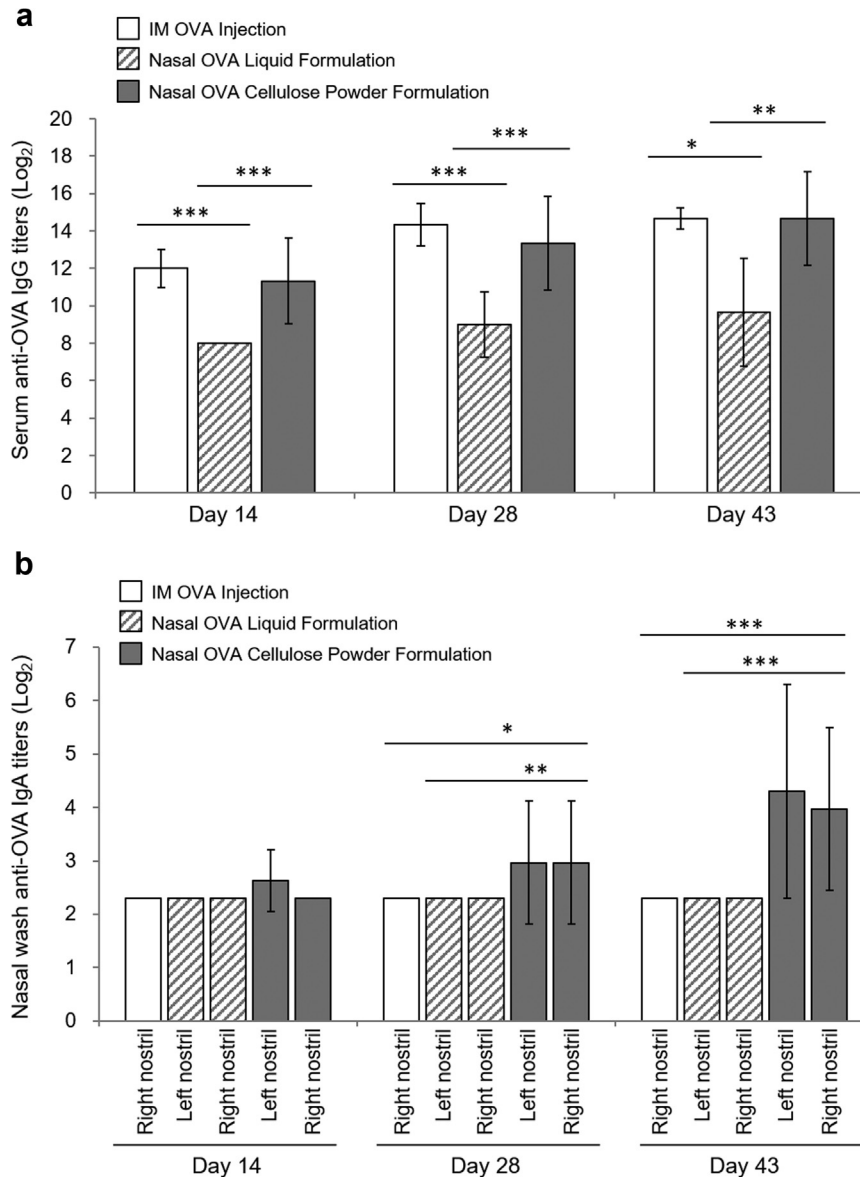 a
IM OVA Injection
Nasal OVA Liquid Formulation
Nasal OVA Cellulose Powder Formulation
Serum anti-OVA IgG titers (Log2)
20
18
16
14
12
10
8
6
4
2
0
***
***
***
***
*
**
Day 14
Day 28
Day 43
b
IM OVA Injection
Nasal OVA Liquid Formulation
Nasal OVA Cellulose Powder Formulation
Nasal wash anti-OVA IgA titers (Log2)
7
6
5
4
3
2
1
0
*
**
***
***
Right nostril
Left nostril
Right nostril
Left nostril
Right nostril
Right nostril
Left nostril
Right nostril
Left nostril
Right nostril
Right nostril
Left nostril
Right nostril
Left nostril
Right nostril
Day 14
Day 28
Day 43